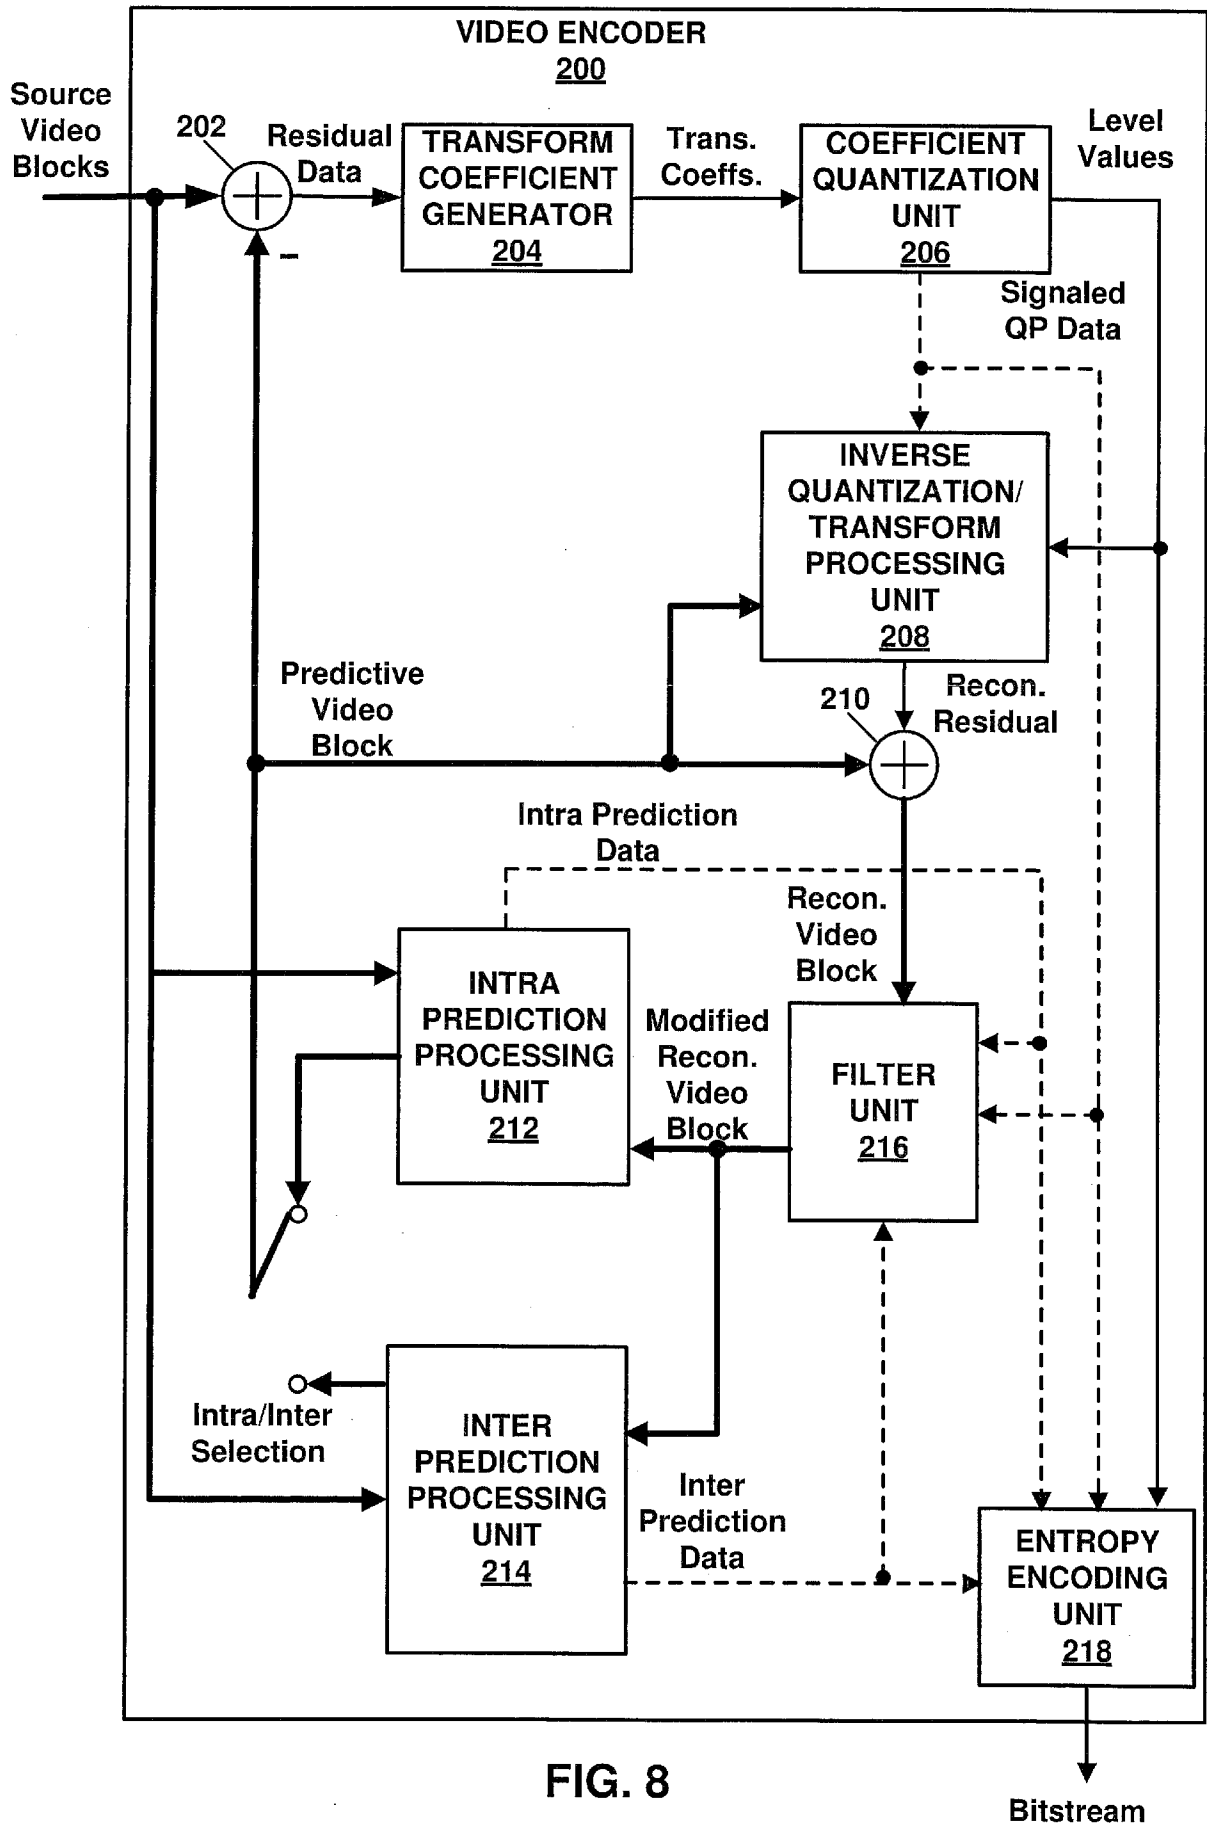 VIDEO ENCODER
200
Source
Video
Blocks
202
Residual
Data
TRANSFORM
COEFFICIENT
GENERATOR
204
Trans.
Coeffs.
COEFFICIENT
QUANTIZATION
UNIT
206
Level
Values
-
Signaled
QP Data
INVERSE
QUANTIZATION/
TRANSFORM
PROCESSING
UNIT
208
Predictive
Video
Block
210
Recon.
Residual
Intra Prediction
Data
Recon.
Video
Block
INTRA
PREDICTION
PROCESSING
UNIT
212
Modified
Recon.
Video
Block
FILTER
UNIT
216
Intra/Inter
Selection
INTER
PREDICTION
PROCESSING
UNIT
214
Inter
Prediction
Data
ENTROPY
ENCODING
UNIT
218
FIG. 8
Bitstream